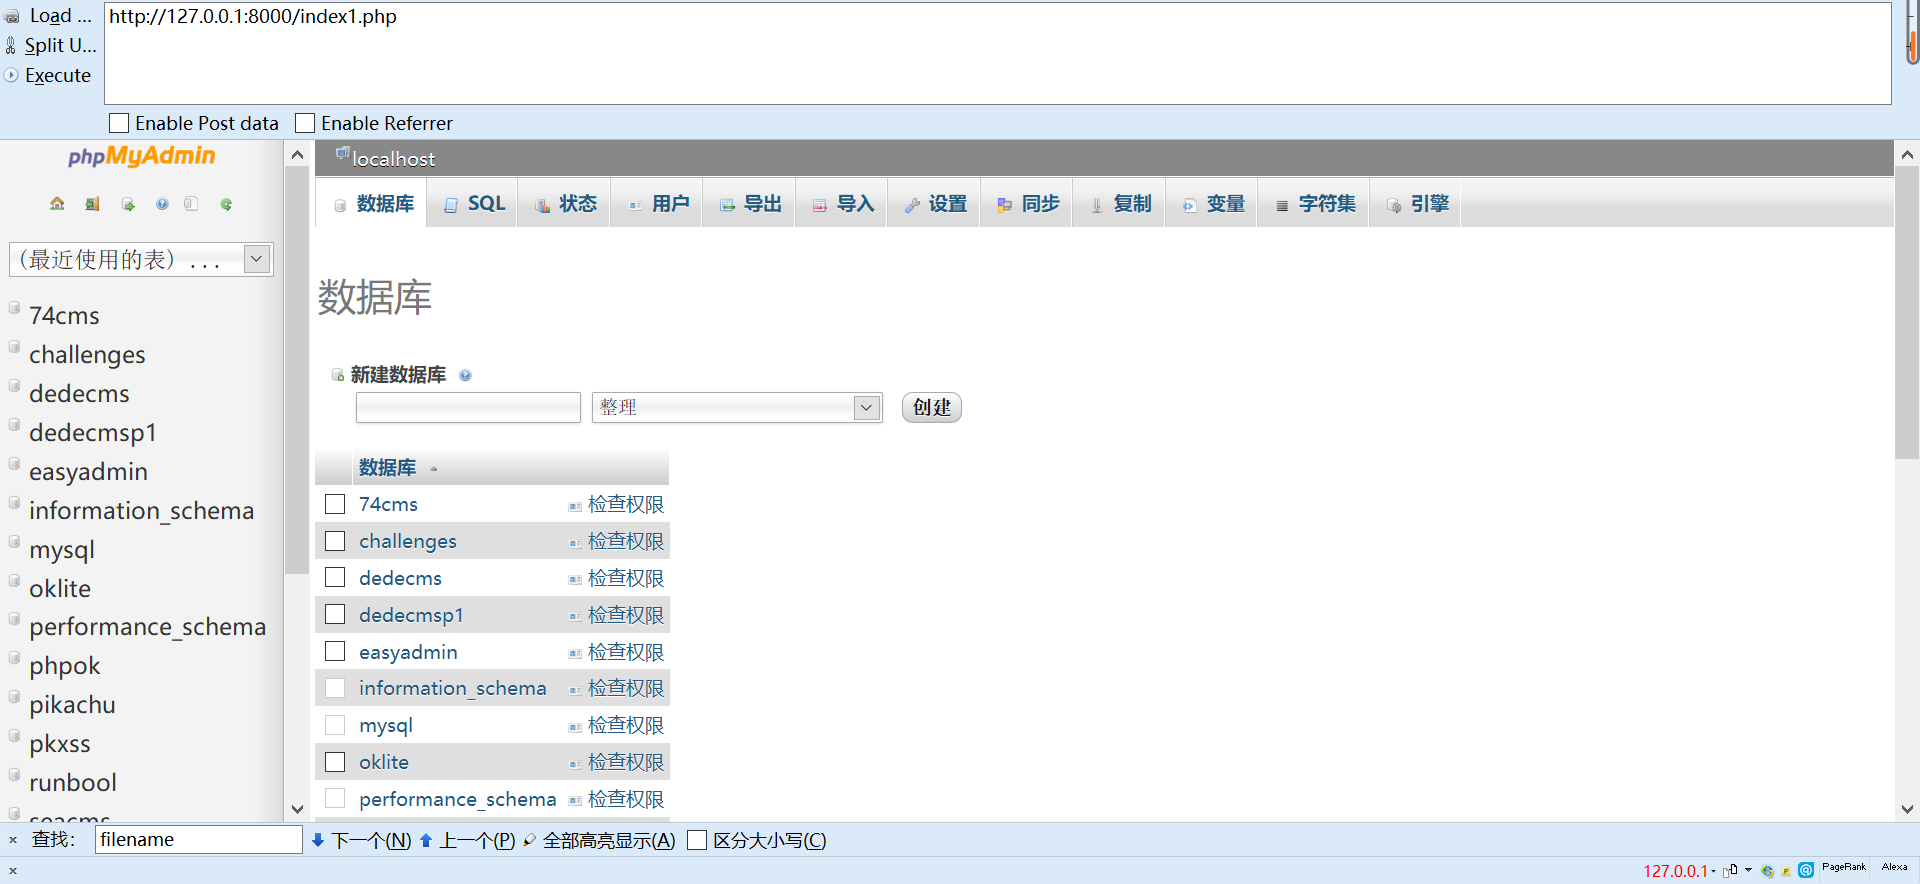 Load ...
http://127.0.0.1:8000/index1.php
Split U...
Execute
Enable Post data
Enable Referrer
phpMyAdmin
(最近使用的表) ...
74cms
challenges
dedecms
dedecmsp1
easyadmin
information_schema
mysql
oklite
performance_schema
phpok
pikachu
pkxss
runbool
seacms
localhost
数据库 SQL 状态 用户 导出 导入 设置 同步 复制 变量 字符集 引擎
数据库
新建数据库
整理 创建
数据库
74cms 检查权限
challenges 检查权限
dedecms 检查权限
dedecmsp1 检查权限
easyadmin 检查权限
information_schema 检查权限
mysql 检查权限
oklite 检查权限
performance_schema 检查权限
× 查找: filename 下一个(N) 上一个(P) 全部高亮显示(A) 区分大小写(C)
× 127.0.0.1 PageRank Alexa